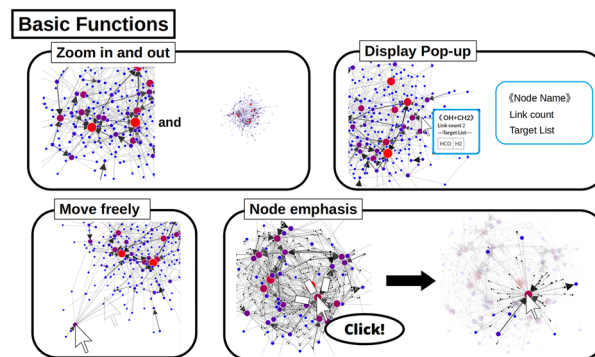 Basic Functions
Zoom in and out
and
Display Pop-up
《 OH+CH2》
Link count 2
---Target List---
HCO H2
《Node Name》
Link count
Target List
Move freely
Node emphasis
Click!